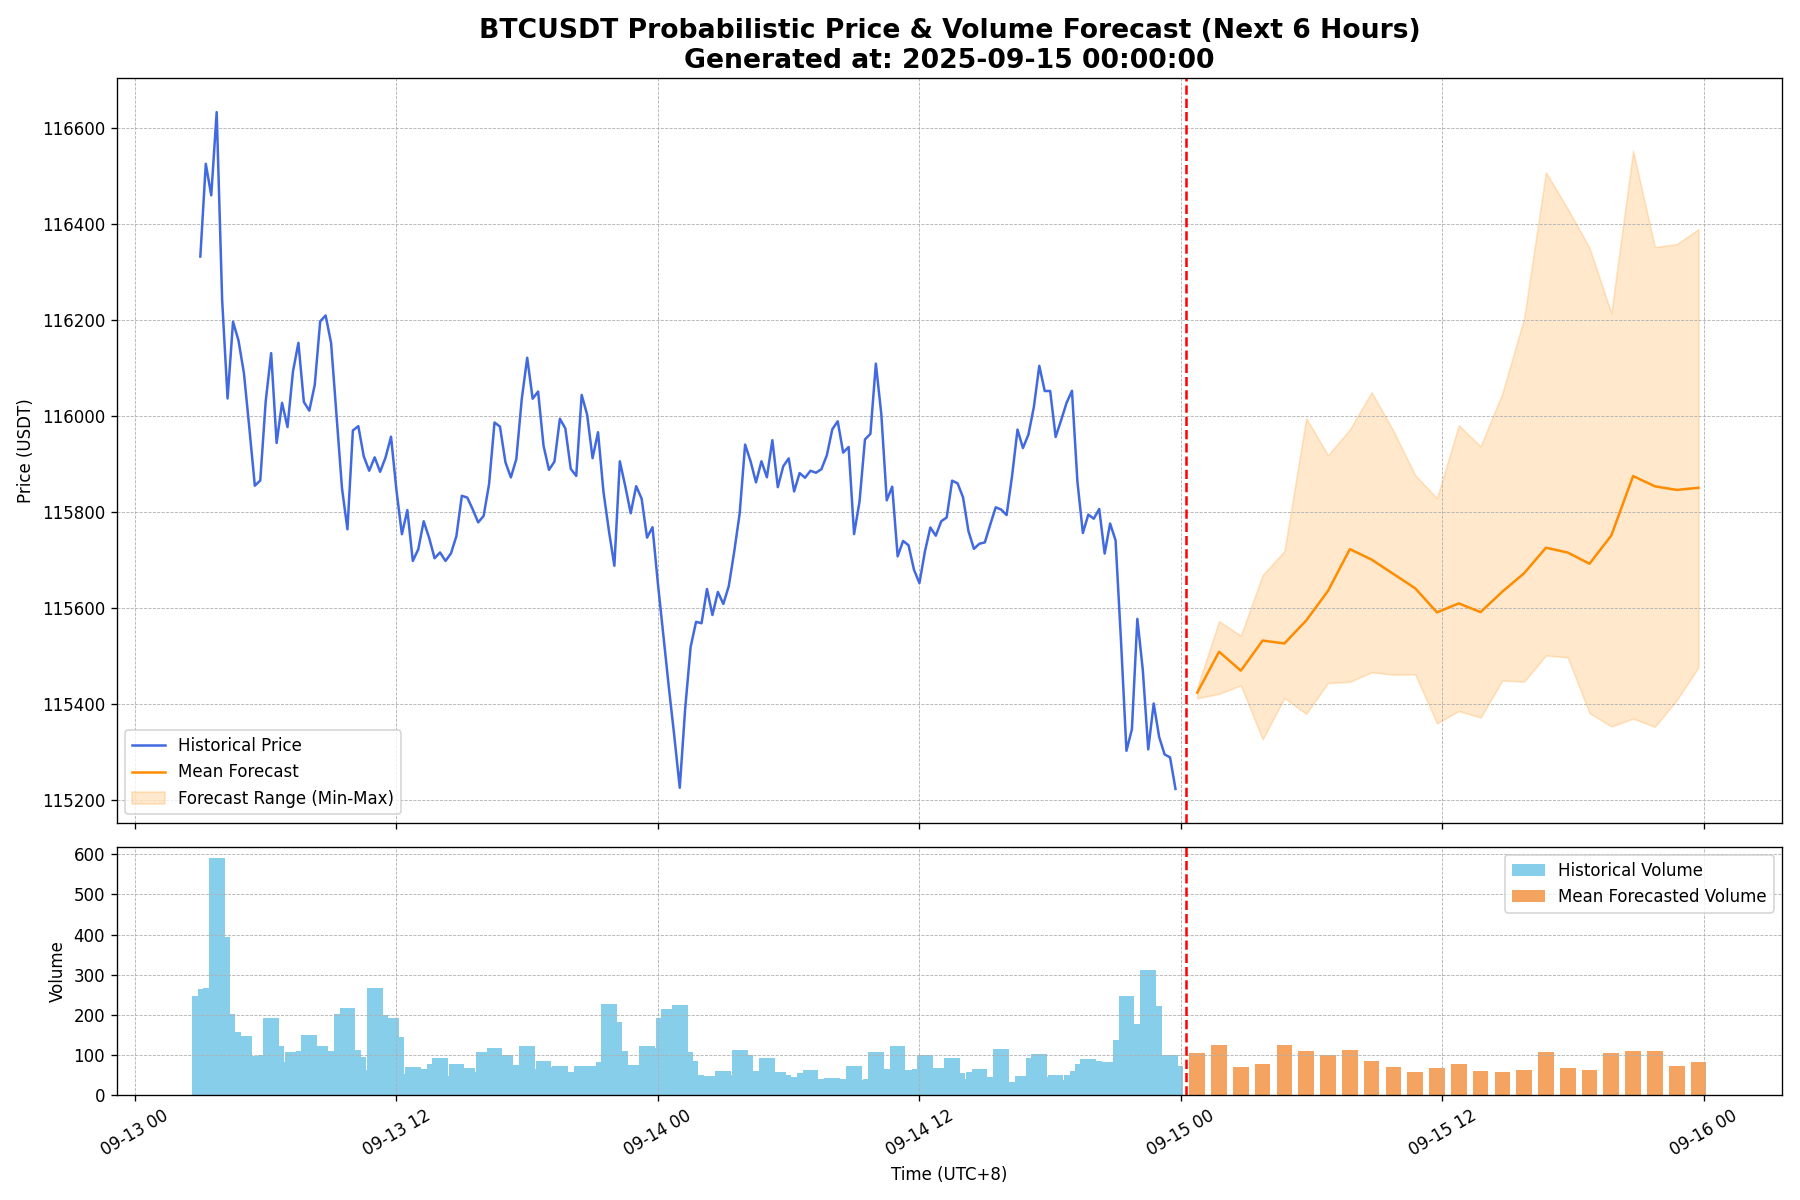 BTCUSDT Probabilistic Price & Volume Forecast (Next 6 Hours)
Generated at: 2025-09-15 00:00:00
Price (USDT)
116600
116400
116200
116000
115800
115600
115400
115200
Historical Price
Mean Forecast
Forecast Range (Min-Max)
Volume
600
500
400
300
200
100
0
Historical Volume
Mean Forecasted Volume
09-13 00
09-13 12
09-14 00
09-14 12
09-15 00
09-15 12
09-16 00
Time (UTC+8)